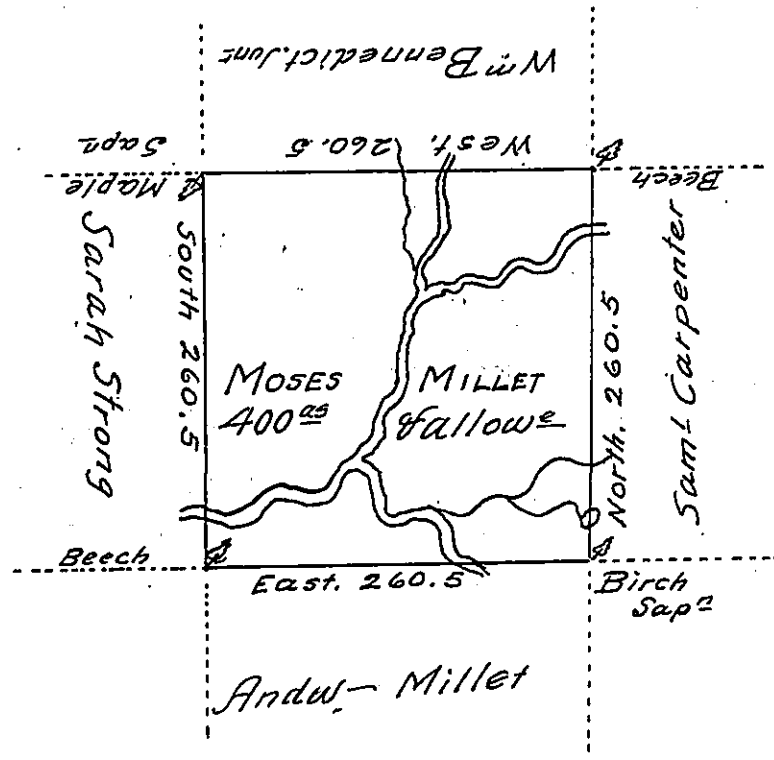 Wm Bennedict. Junr
West. 260.5
Maple
Sapn
Beech
Sarah Strong
South 260.5
MOSES MILLET
400as & allowe
North. 260.5
Saml Carpenter
Beech
East. 260.5
Birch
Sapn
Andw- Millet